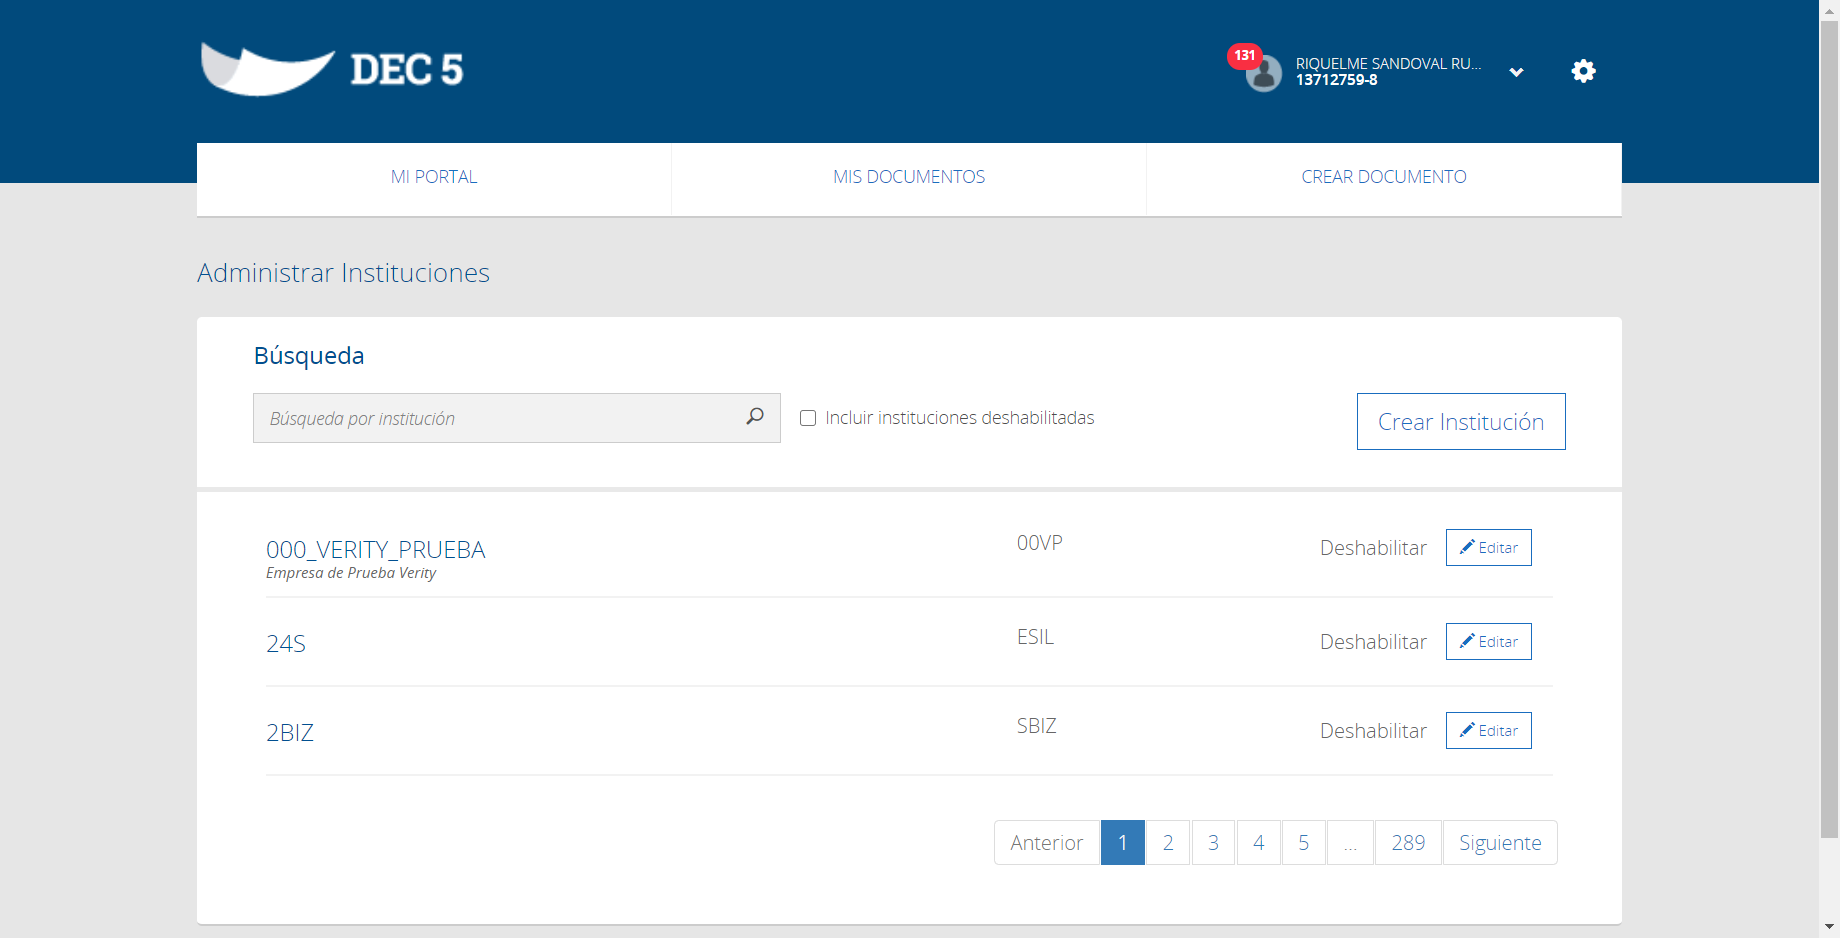 DEC 5
131
RIQUELME SANDOVAL RU...
13712759-8
MI PORTAL
MIS DOCUMENTOS
CREAR DOCUMENTO
Administrar Instituciones
Búsqueda
Búsqueda por institución
Incluir instituciones deshabilitadas
Crear Institución
000_VERITY_PRUEBA
Empresa de Prueba Verity
00VP
Deshabilitar
Editar
24S
ESIL
Deshabilitar
Editar
2BIZ
SBIZ
Deshabilitar
Editar
Anterior 1 2 3 4 5 ... 289 Siguiente